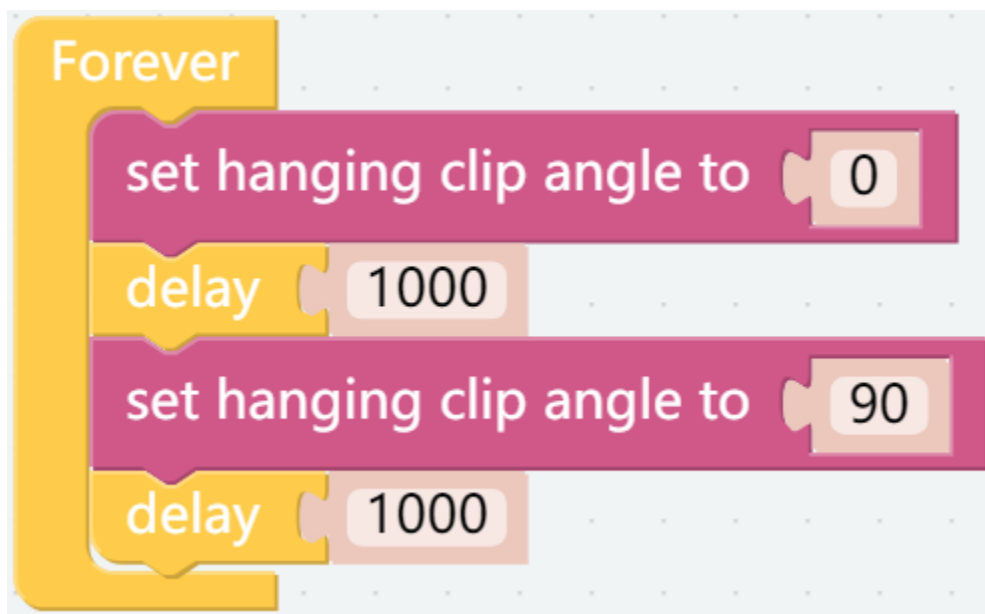 Forever
set hanging clip angle to 0
delay 1000
set hanging clip angle to 90
delay 1000